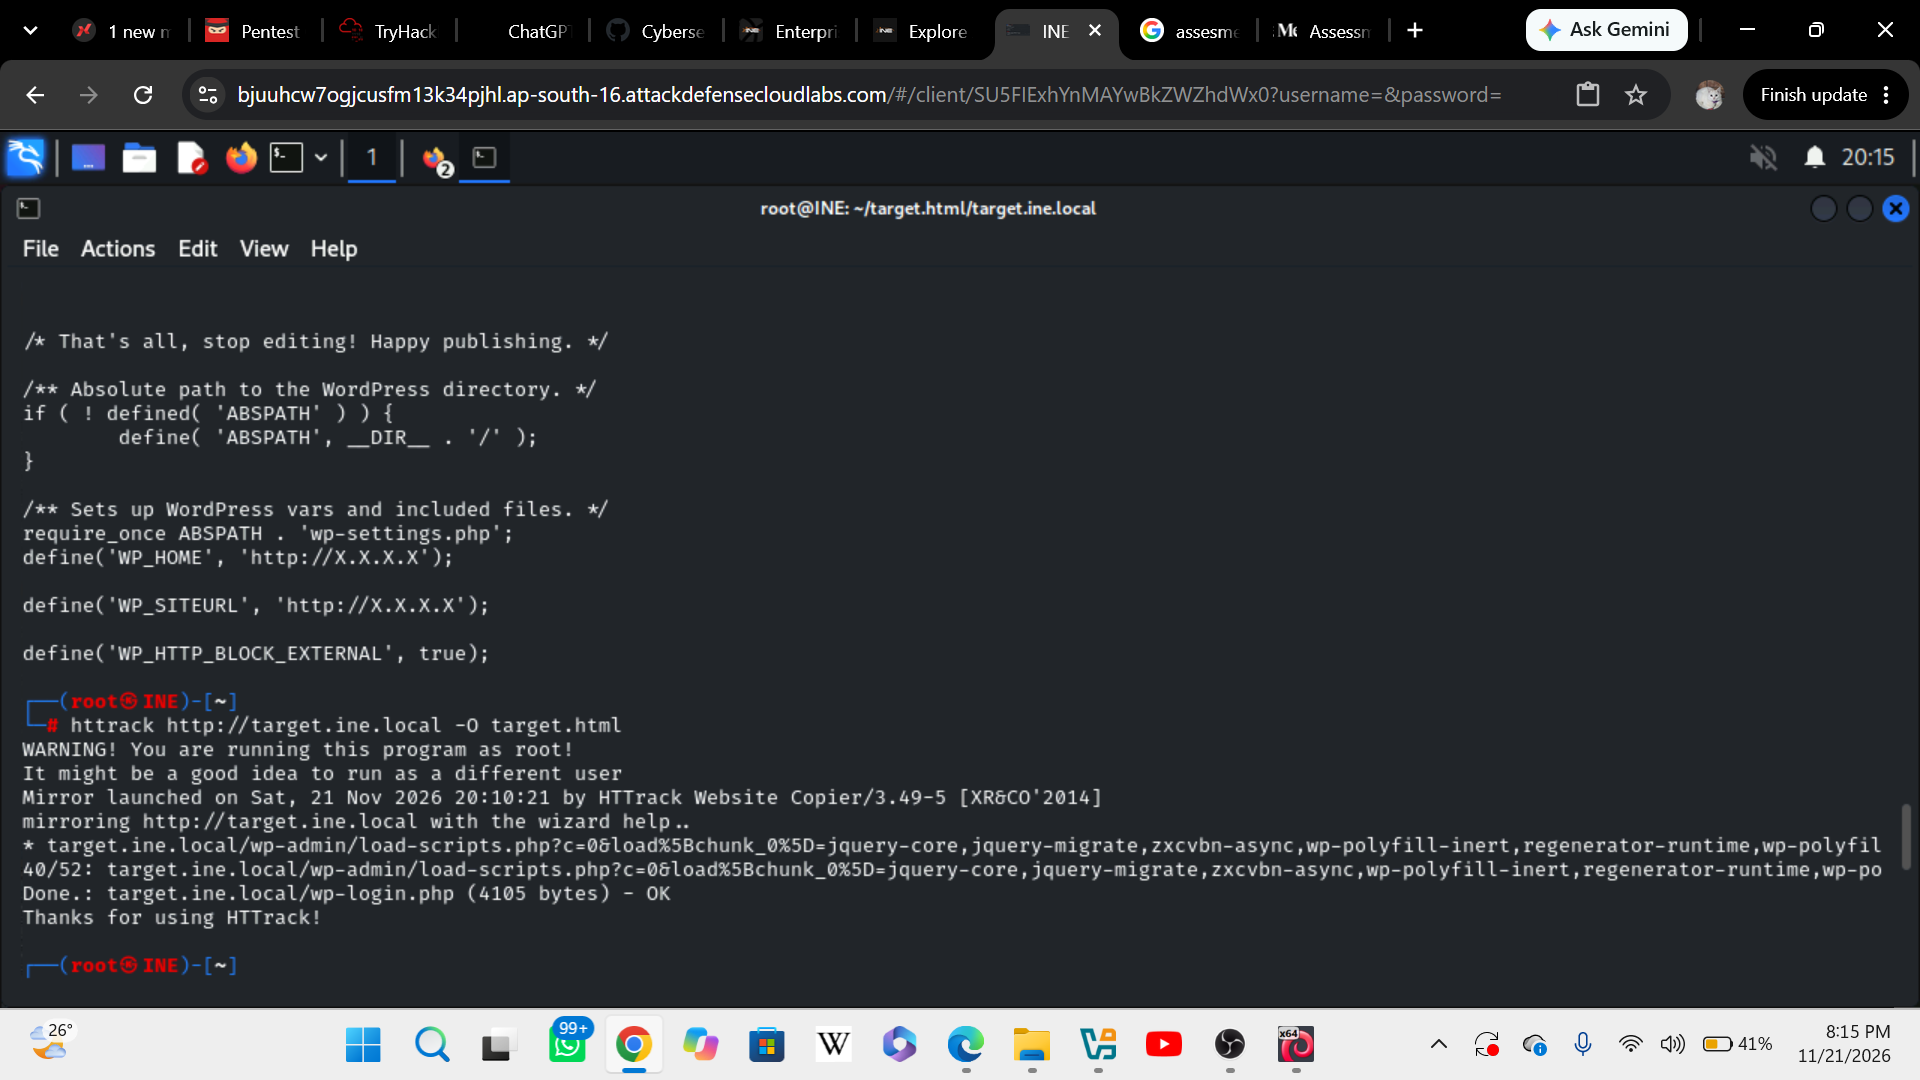 1 new m
Pentest
TryHack
ChatGP
Cyberse
Enterpri
Explore
INE
assesme
Assessm
Ask Gemini
bjuuhcw7ogjcusfm13k34pjhl.ap-south-16.attackdefensecloudlabs.com/#/client/SU5FIExhYnMAYwBkZWZhdWx0?username=&password=
Finish update
1
2
20:15
root@INE: ~/target.html/target.ine.local
File Actions Edit View Help
/* That's all, stop editing! Happy publishing. */
/** Absolute path to the WordPress directory. */
if ( ! defined( 'ABSPATH' ) ) {
define( 'ABSPATH', __DIR__ . '/' );
}
/** Sets up WordPress vars and included files. */
require_once ABSPATH . 'wp-settings.php';
define('WP_HOME', 'http://X.X.X.X');
define('WP_SITEURL', 'http://X.X.X.X');
define('WP_HTTP_BLOCK_EXTERNAL', true);
┌──(root㉿INE)-[~]
└─# httrack http://target.ine.local -O target.html
WARNING! You are running this program as root!
It might be a good idea to run as a different user
Mirror launched on Sat, 21 Nov 2026 20:10:21 by HTTrack Website Copier/3.49-5 [XR&CO'2014]
mirroring http://target.ine.local with the wizard help..
* target.ine.local/wp-admin/load-scripts.php?c=0&load%5Bchunk_0%5D=jquery-core,jquery-migrate,zxcvbn-async,wp-polyfill-inert,regenerator-runtime,wp-polyfil
40/52: target.ine.local/wp-admin/load-scripts.php?c=0&load%5Bchunk_0%5D=jquery-core,jquery-migrate,zxcvbn-async,wp-polyfill-inert,regenerator-runtime,wp-po
Done.: target.ine.local/wp-login.php (4105 bytes) - OK
Thanks for using HTTrack!
┌──(root㉿INE)-[~]
26°
99+
W
x64
41%
8:15 PM
11/21/2026